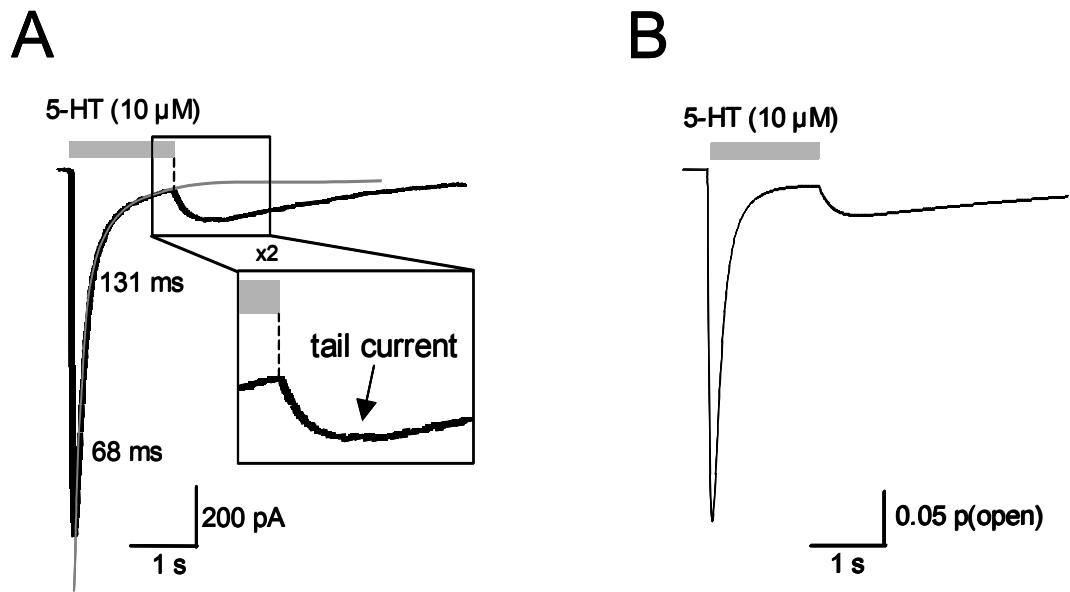 A
5-HT (10 µM)
131 ms
68 ms
x2
tail current
200 pA
1 s
B
5-HT (10 µM)
0.05 p(open)
1 s